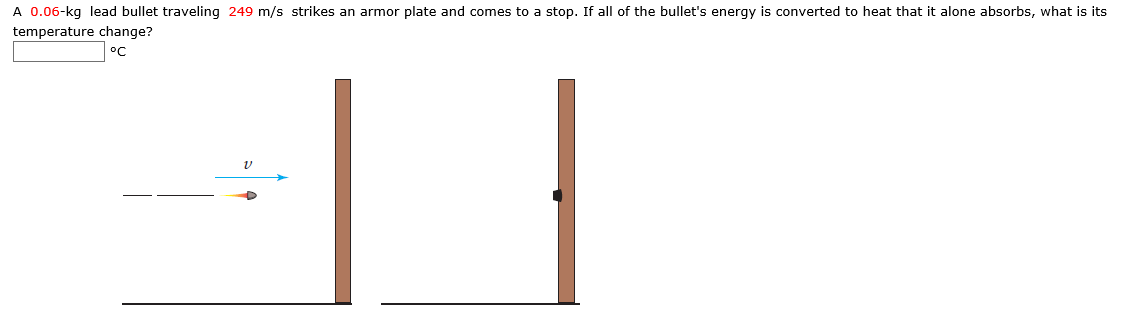 A 0.06-kg lead bullet traveling 249 m/s strikes an armor plate and comes to a stop. If all of the bullet's energy is converted to heat that it alone absorbs, what is its
temperature change?
°C
v